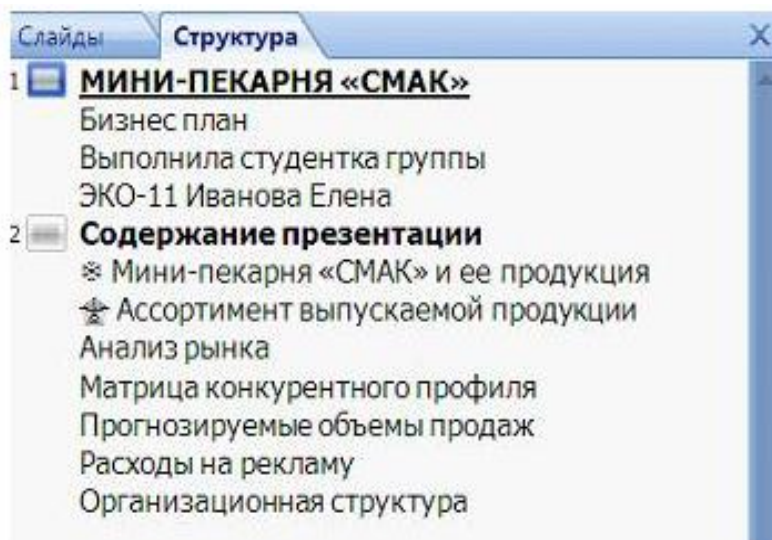 Слайды Структура
1 МИНИ-ПЕКАРНЯ «СМАК»
Бизнес план
Выполнила студентка группы
ЭКО-11 Иванова Елена
2 Содержание презентации
Мини-пекарня «СМАК» и ее продукция
Ассортимент выпускаемой продукции
Анализ рынка
Матрица конкурентного профиля
Прогнозируемые объемы продаж
Расходы на рекламу
Организационная структура